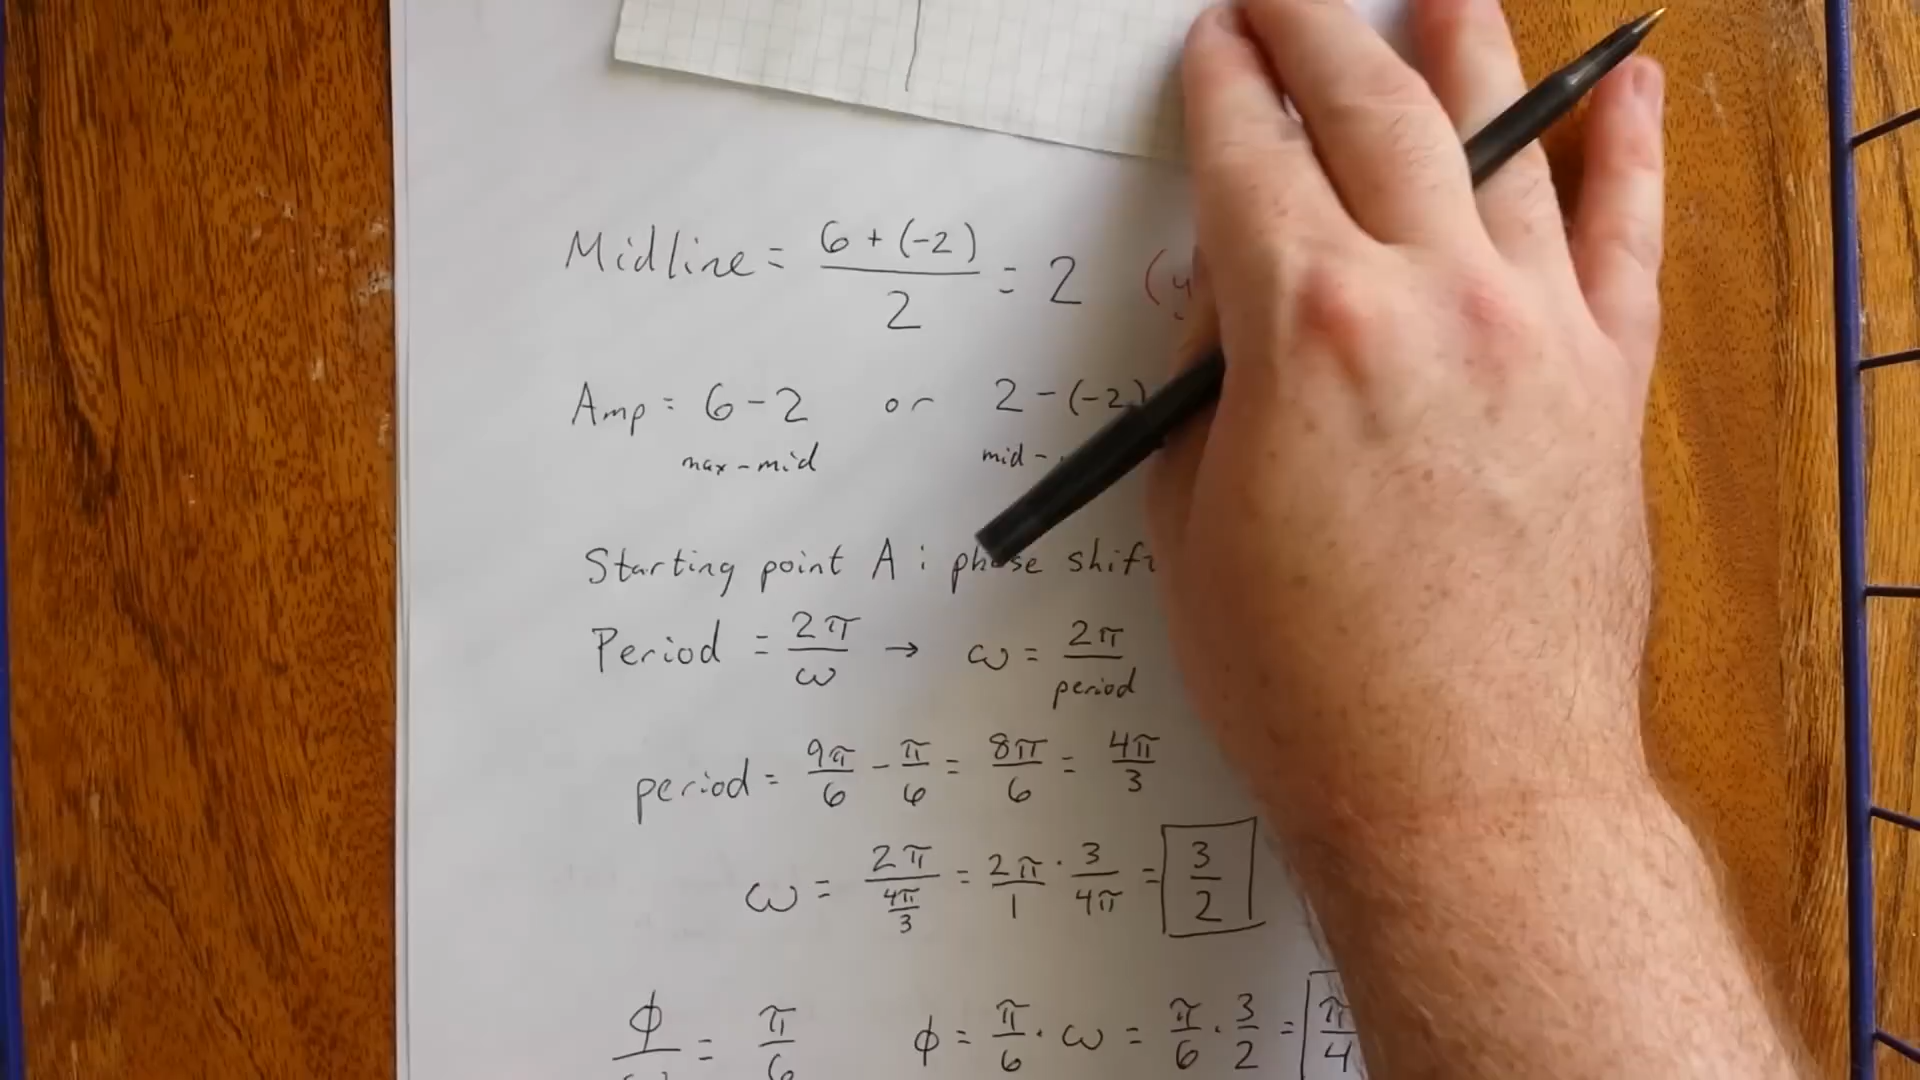 Midline = 6 + (-2) / 2 = 2 (y
Amp = 6 - 2 or 2 - (-2)
max - mid mid -
Starting point A : phase shift
Period = 2π / ω → ω = 2π / period
period = 9π/6 - π/6 = 8π/6 = 4π/3
ω = 2π / (4π/3) = 2π/1 · 3/4π = 3/2
ϕ/ω = π/6 ϕ = π/6 · ω = π/6 · 3/2 = π/4